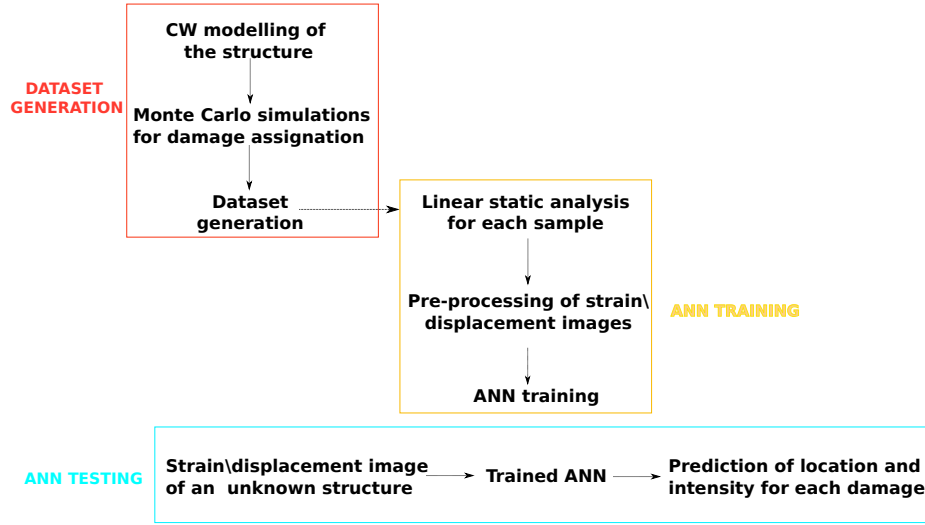 CW modelling of
the structure
DATASET
GENERATION
Monte Carlo simulations
for damage assignation
Dataset
generation
Linear static analysis
for each sample
Pre-processing of strain\
displacement images
ANN TRAINING
ANN training
ANN TESTING
Strain\displacement image
of an unknown structure
Trained ANN
Prediction of location and
intensity for each damage